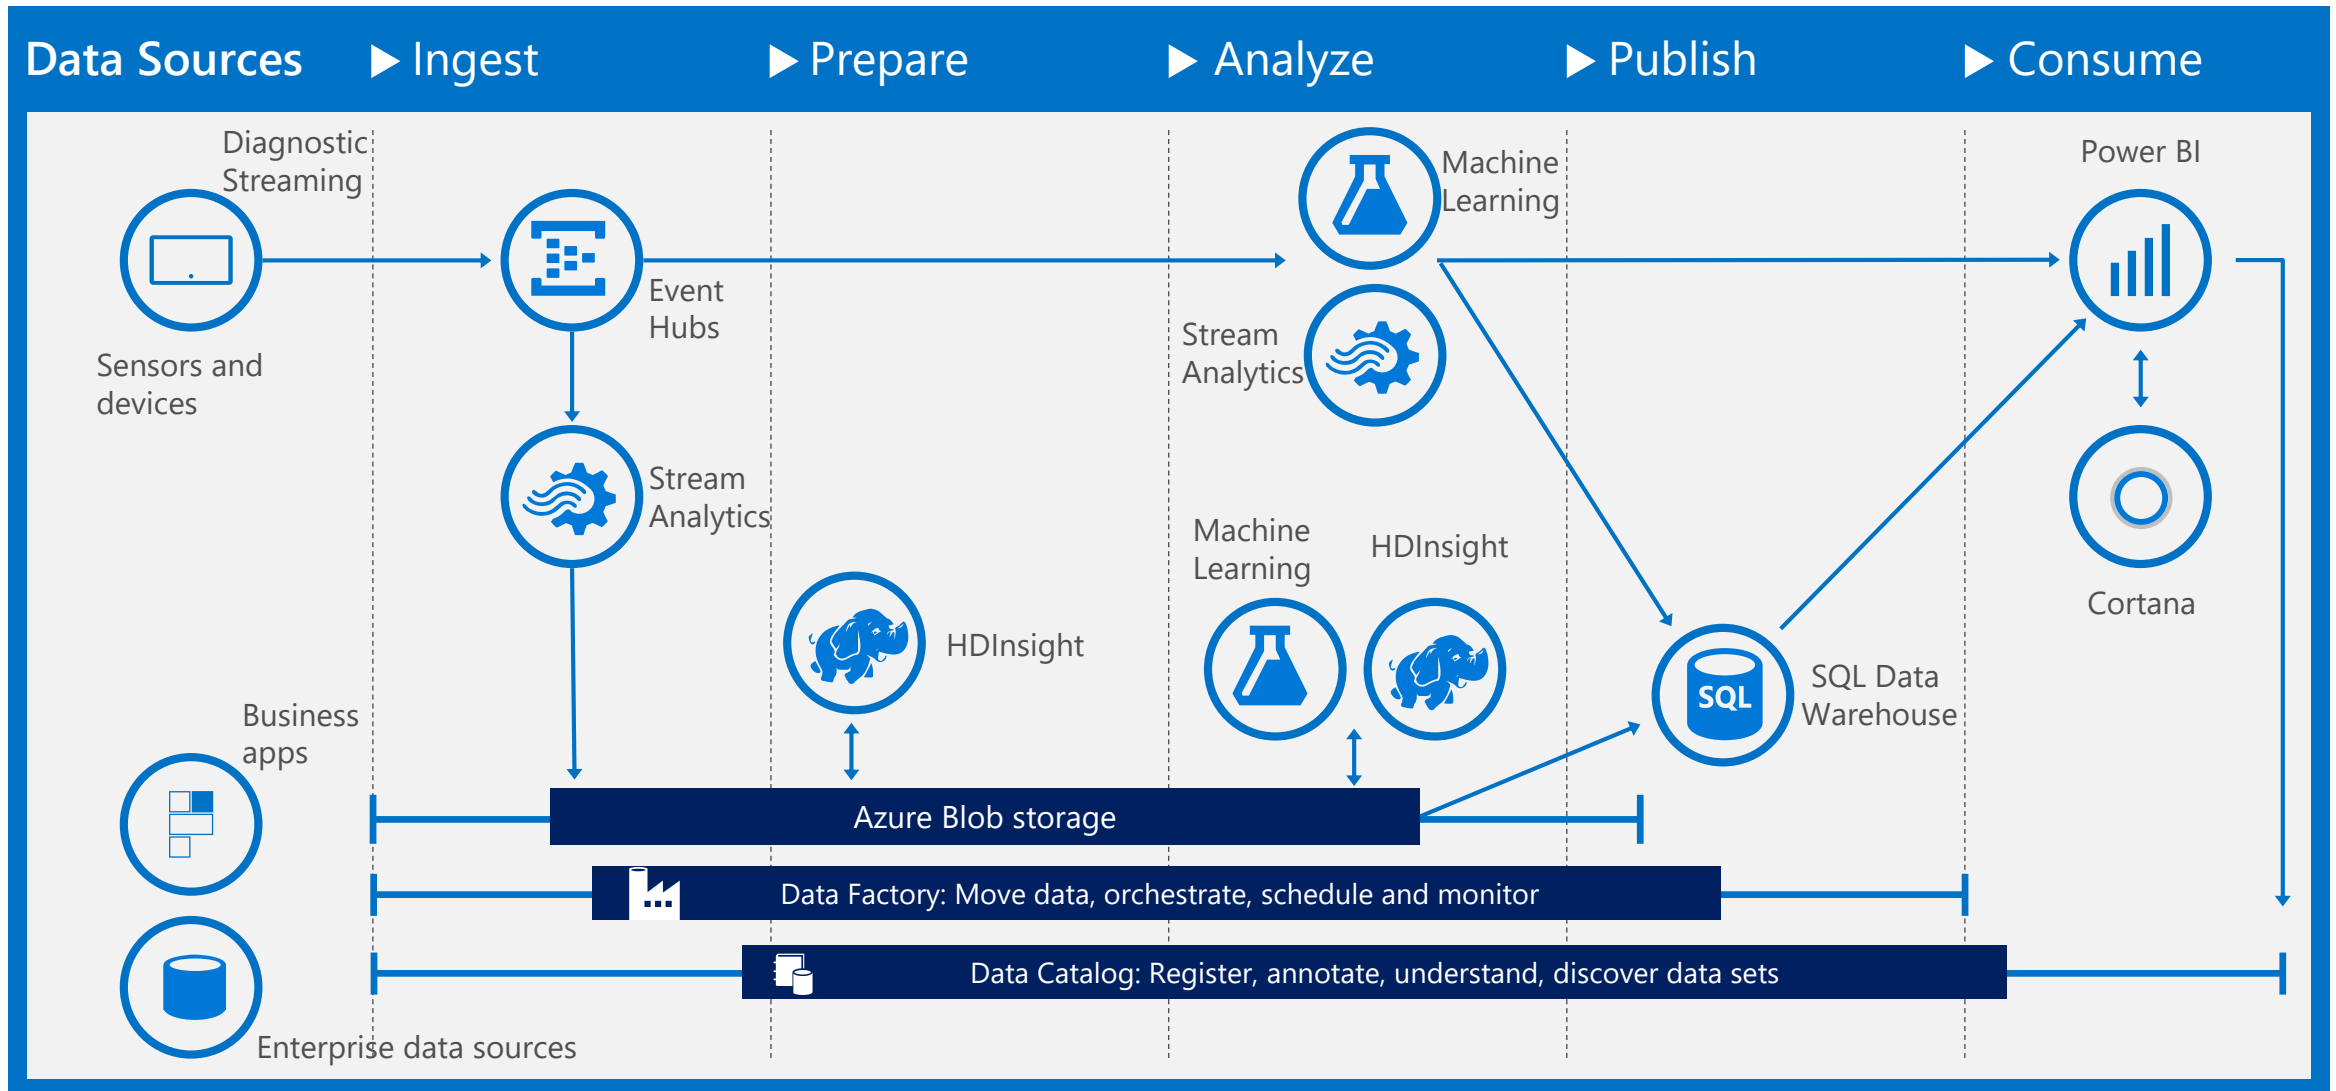 Data Sources
Ingest
Prepare
Analyze
Publish
Consume
Diagnostic
Streaming
Sensors and
devices
Event
Hubs
Stream
Analytics
Machine
Learning
Stream
Analytics
Power BI
Cortana
HDInsight
Machine
Learning
HDInsight
SQL
SQL Data
Warehouse
Business
apps
Azure Blob storage
Data Factory: Move data, orchestrate, schedule and monitor
Data Catalog: Register, annotate, understand, discover data sets
Enterprise data sources